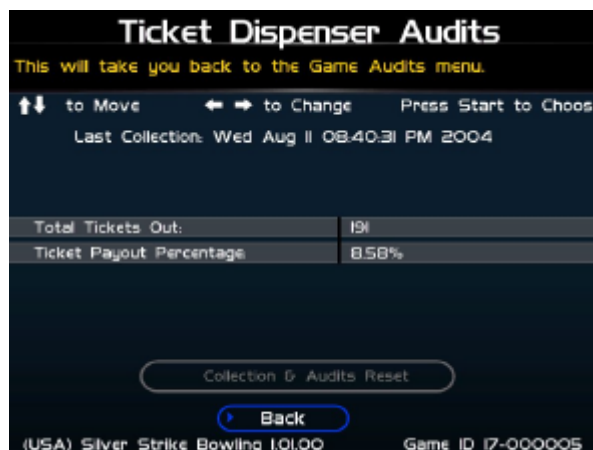 Ticket Dispenser Audits
This will take you back to the Game Audits menu.
↑↓ to Move ← → to Change Press Start to Choos
Last Collection: Wed Aug 11 08:40:31 PM 2004
Total Tickets Out: 191
Ticket Payout Percentage: 8.58%
Collection & Audits Reset
Back
(USA) Silver Strike Bowling 1.01.00 Game ID 17-000005